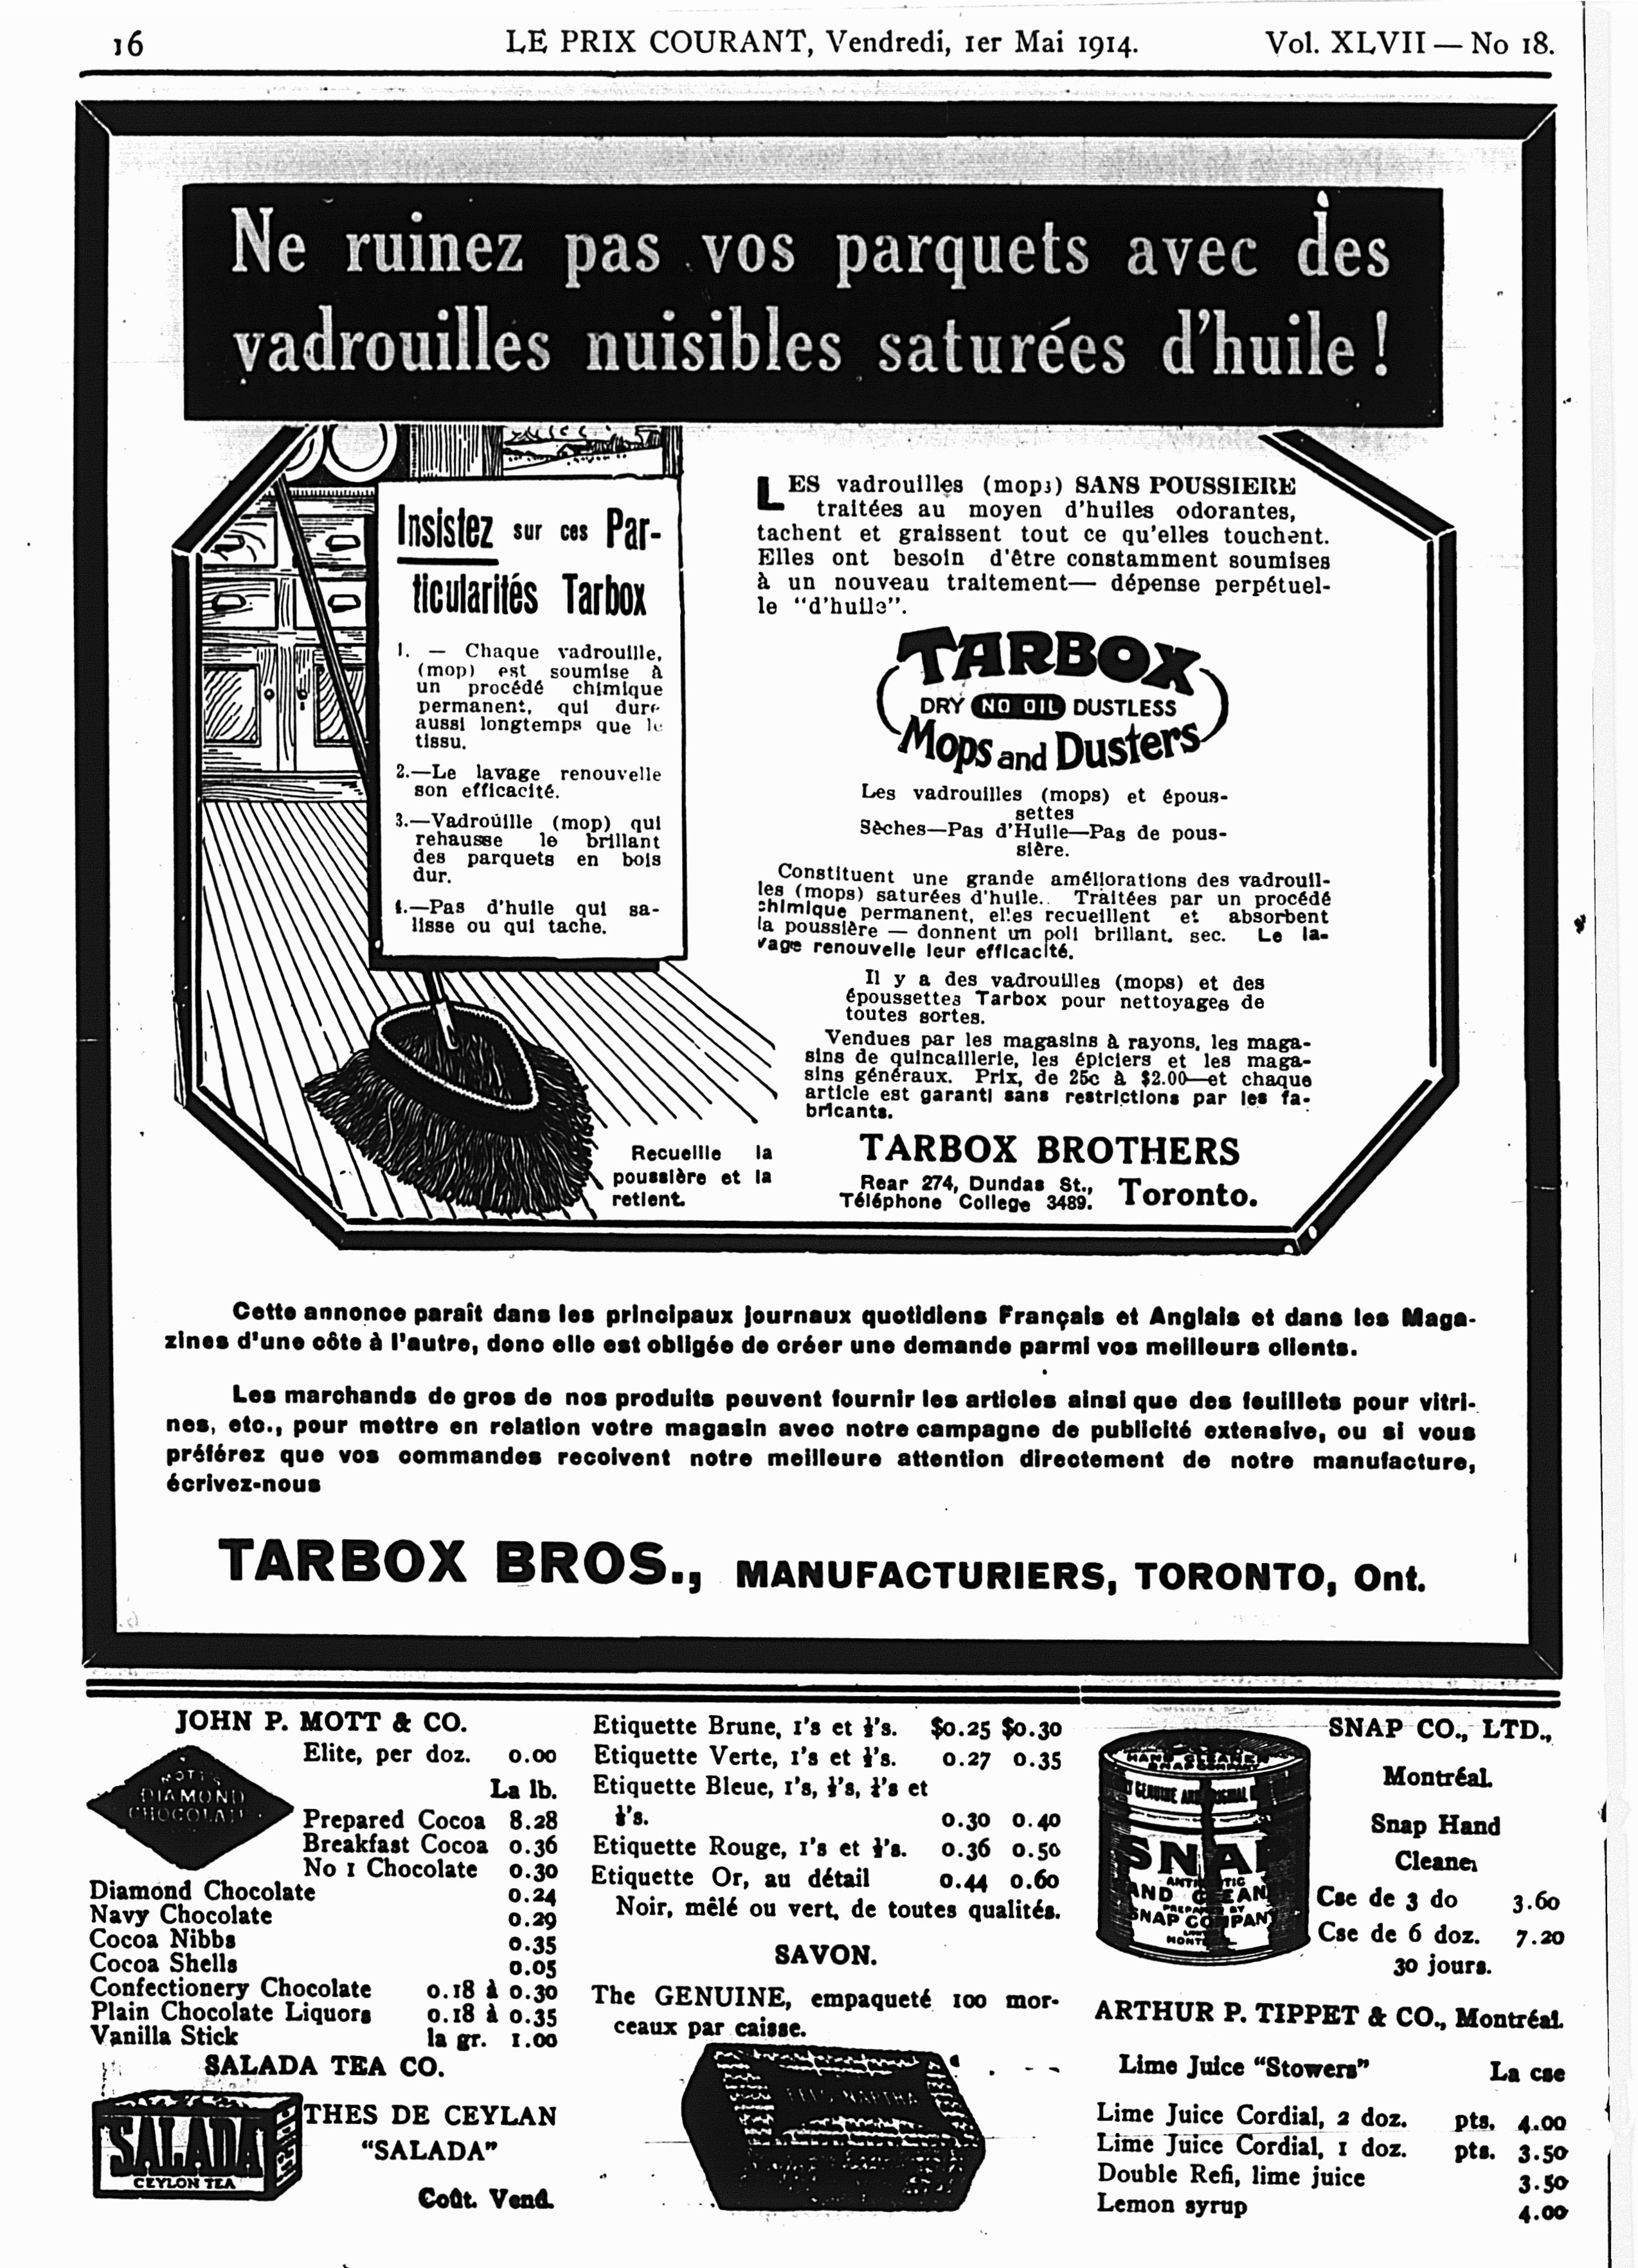 16
LE PRIX COURANT, Vendredi, 1er Mai 1914.
Vol. XLVII — No 18.
Ne ruinez pas vos parquets avec des
vadrouilles nuisibles saturées d'huile !
Insistez sur ces Par-
ticularités Tarbox
1. — Chaque vadrouille,
(mop) est soumise à
un procédé chimique
permanent, qui dure
aussi longtemps que le
tissu.
2.—Le lavage renouvelle
son efficacité.
3.—Vadrouille (mop) qui
rehausse le brillant
des parquets en bois
dur.
4.—Pas d'huile qui sa-
lisse ou qui tache.
Recueille la
poussière et la
retient.
LES vadrouilles (mops) SANS POUSSIERE
traitées au moyen d'huiles odorantes,
tachent et graissent tout ce qu'elles touchent.
Elles ont besoin d'être constamment soumises
à un nouveau traitement— dépense perpétuel-
le "d'huile".
TARBOX
DRY NO OIL DUSTLESS
Mops and Dusters
Les vadrouilles (mops) et épous-
settes
Sèches—Pas d'Huile—Pas de pous-
sière.
Constituent une grande améliorations des vadrouil-
les (mops) saturées d'huile. Traitées par un procédé
chimique permanent, elles recueillent et absorbent
la poussière — donnent un poli brillant, sec. Le la-
vage renouvelle leur efficacité.
Il y a des vadrouilles (mops) et des
époussettes Tarbox pour nettoyages de
toutes sortes.
Vendues par les magasins à rayons, les maga-
sins de quincaillerie, les épiciers et les maga-
sins généraux. Prix, de 25c à $2.00—et chaque
article est garanti sans restrictions par les fa-
bricants.
TARBOX BROTHERS
Rear 274, Dundas St.,
Téléphone College 3489. Toronto.
Cette annonce paraît dans les principaux journaux quotidiens Français et Anglais et dans les Maga-
zines d'une côte à l'autre, donc elle est obligée de créer une demande parmi vos meilleurs clients.
Les marchands de gros de nos produits peuvent fournir les articles ainsi que des feuillets pour vitri-
nes, etc., pour mettre en relation votre magasin avec notre campagne de publicité extensive, ou si vous
préférez que vos commandes recoivent notre meilleure attention directement de notre manufacture,
écrivez-nous
TARBOX BROS., MANUFACTURIERS, TORONTO, Ont.
JOHN P. MOTT & CO.
MOTT'S
DIAMOND
CHOCOLATE
Elite, per doz. 0.00
La lb.
Prepared Cocoa 8.28
Breakfast Cocoa 0.36
No 1 Chocolate 0.30
Diamond Chocolate 0.24
Navy Chocolate 0.29
Cocoa Nibbs 0.35
Cocoa Shells 0.05
Confectionery Chocolate 0.18 à 0.30
Plain Chocolate Liquors 0.18 à 0.35
Vanilla Stick la gr. 1.00
SALADA TEA CO.
SALADA
CEYLON TEA
THES DE CEYLAN
"SALADA"
Coût. Vend.
Etiquette Brune, 1's et ½'s. $0.25 $0.30
Etiquette Verte, 1's et ½'s. 0.27 0.35
Etiquette Bleue, 1's, et
0.30 0.40
Etiquette Rouge, 1's et ½'s. 0.36 0.50
Etiquette Or, au détail 0.44 0.60
Noir, mêlé ou vert, de toutes qualités.
SAVON.
The GENUINE, empaqueté 100 mor-
ceaux par caisse.
FELS-NAPTHA
SNAP CO., LTD.,
Montréal.
Snap Hand
Cleaner
Cse de 3 do 3.60
Cse de 6 doz. 7.20
30 jours.
HAND CLEANER
SNAP COMPANY
GENUINE AND ORIGINAL
SNAP
ANTISEPTIC
HAND CLEANER
PREPARED BY
SNAP COMPANY
ARTHUR P. TIPPET & CO., Montréal.
Lime Juice "Stowers" La cse
Lime Juice Cordial, 2 doz. pts. 4.00
Lime Juice Cordial, 1 doz. pts. 3.50
Double Refi, lime juice 3.50
Lemon syrup 4.00